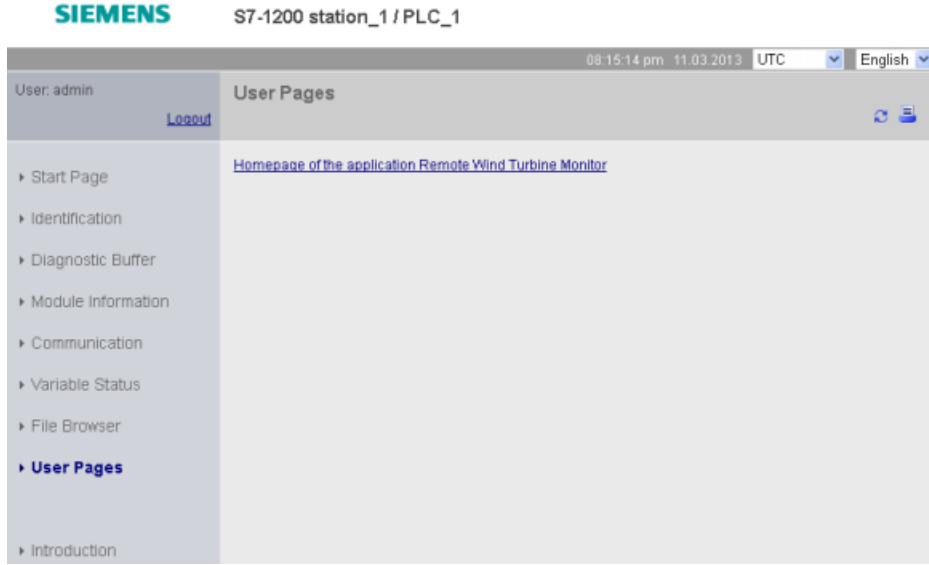 SIEMENS S7-1200 station_1 / PLC_1
08:15:14 pm 11.03.2013 UTC English
User: admin
User Pages
Logout
Homepage of the application Remote Wind Turbine Monitor
Start Page
Identification
Diagnostic Buffer
Module Information
Communication
Variable Status
File Browser
User Pages
Introduction